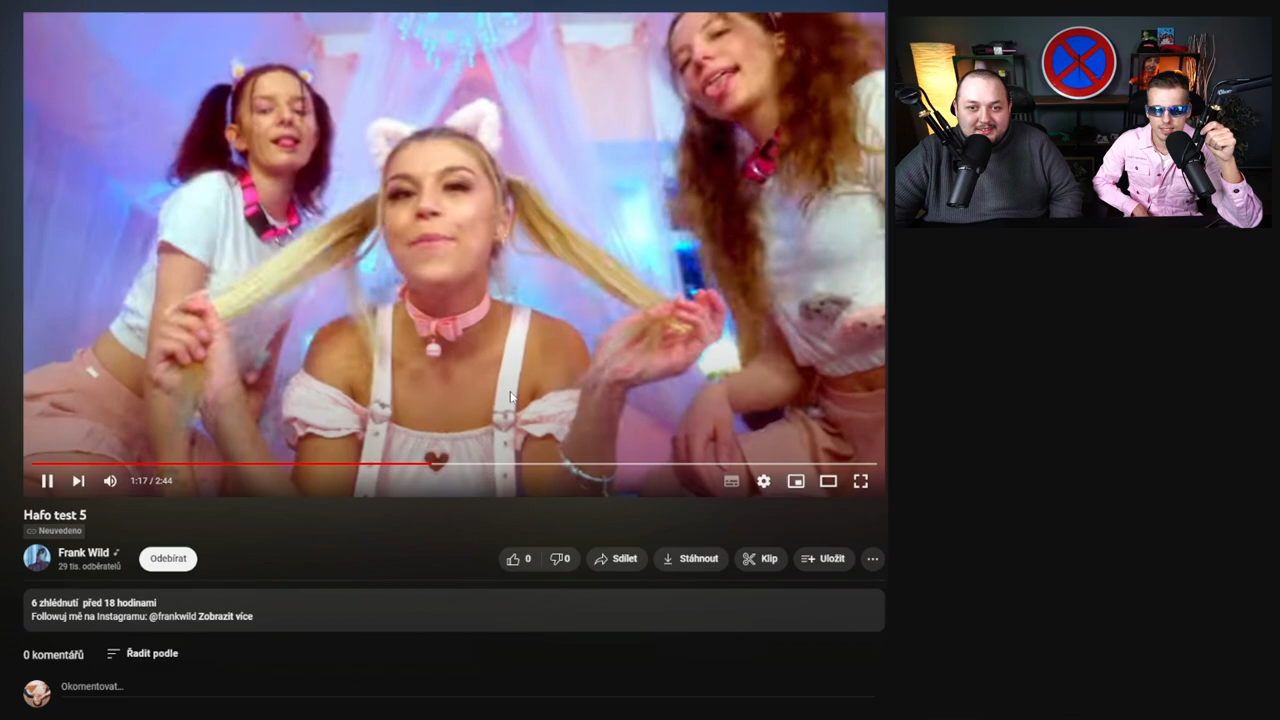 1:17 / 2:44
Hafo test 5
Neuvedeno
Frank Wild
29 tis. odběratelů
Odebírat
0
0
Sdílet
Stáhnout
Klip
Uložit
6 zhlédnutí před 18 hodinami
Followuj mě na Instagramu: @frankwild Zobrazit více
0 komentářů
Řadit podle
Okomentovat...